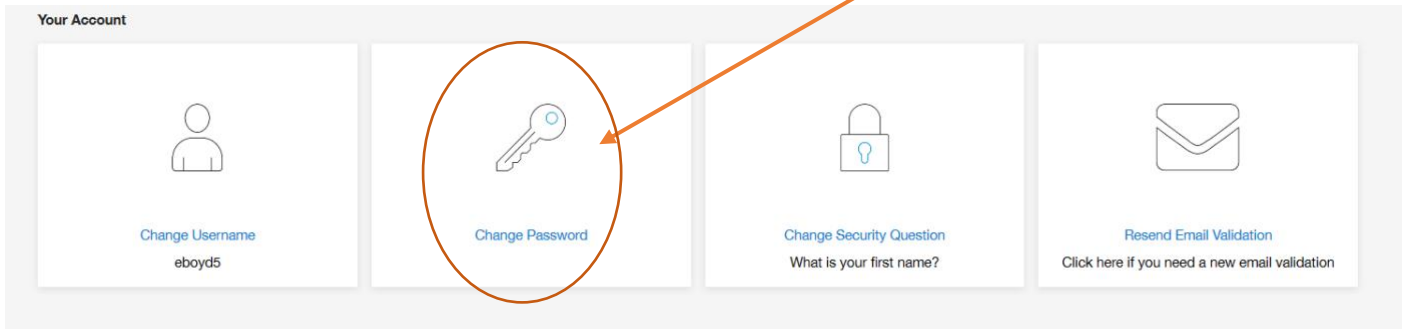 Your Account
Change Username
eboyd5
Change Password
Change Security Question
What is your first name?
Resend Email Validation
Click here if you need a new email validation